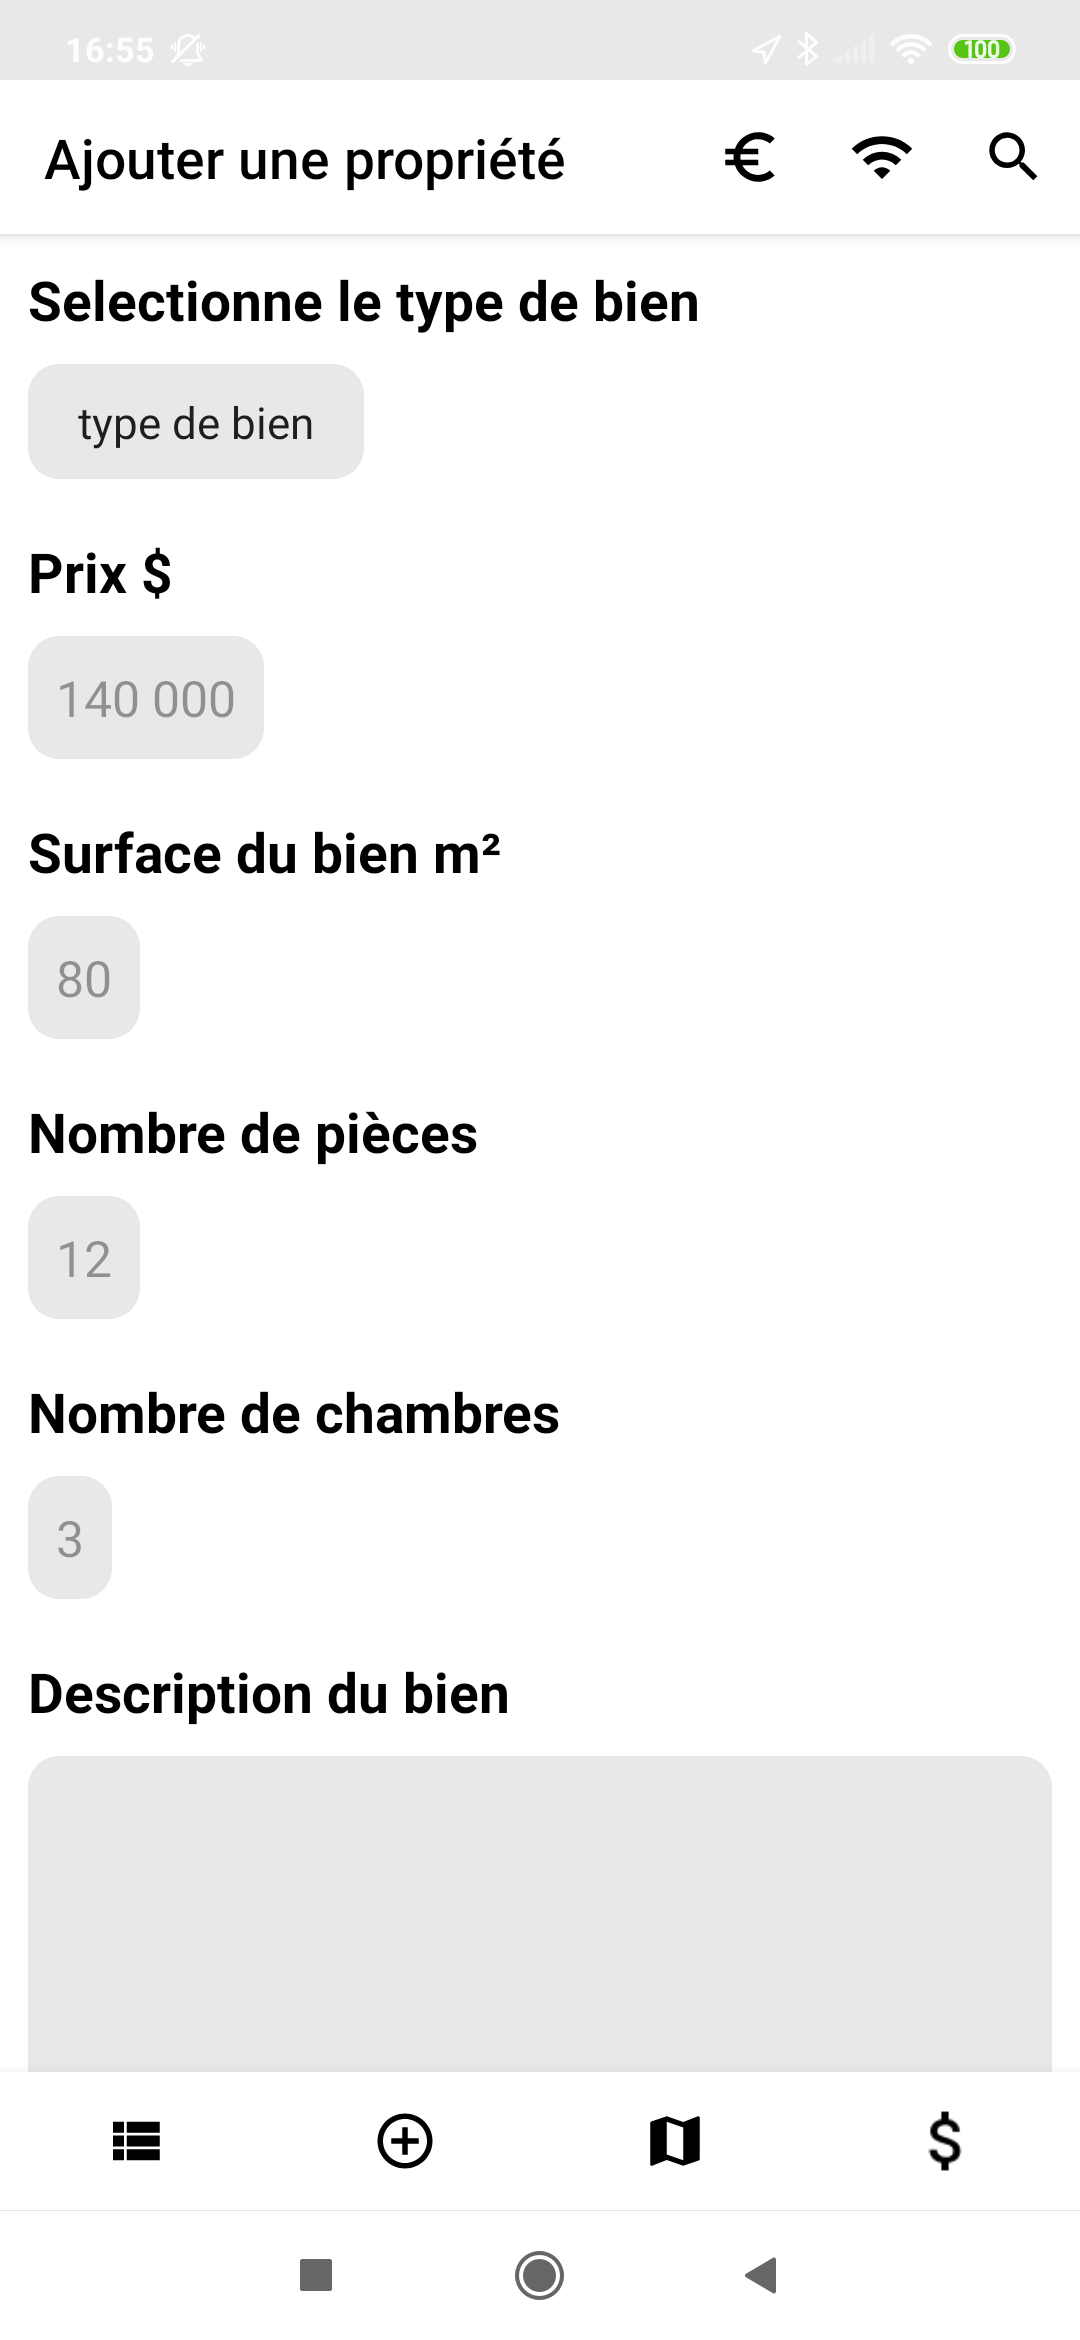 16:55
100
Ajouter une propriété
Selectionne le type de bien
type de bien
Prix $
140 000
Surface du bien m²
80
Nombre de pièces
12
Nombre de chambres
3
Description du bien